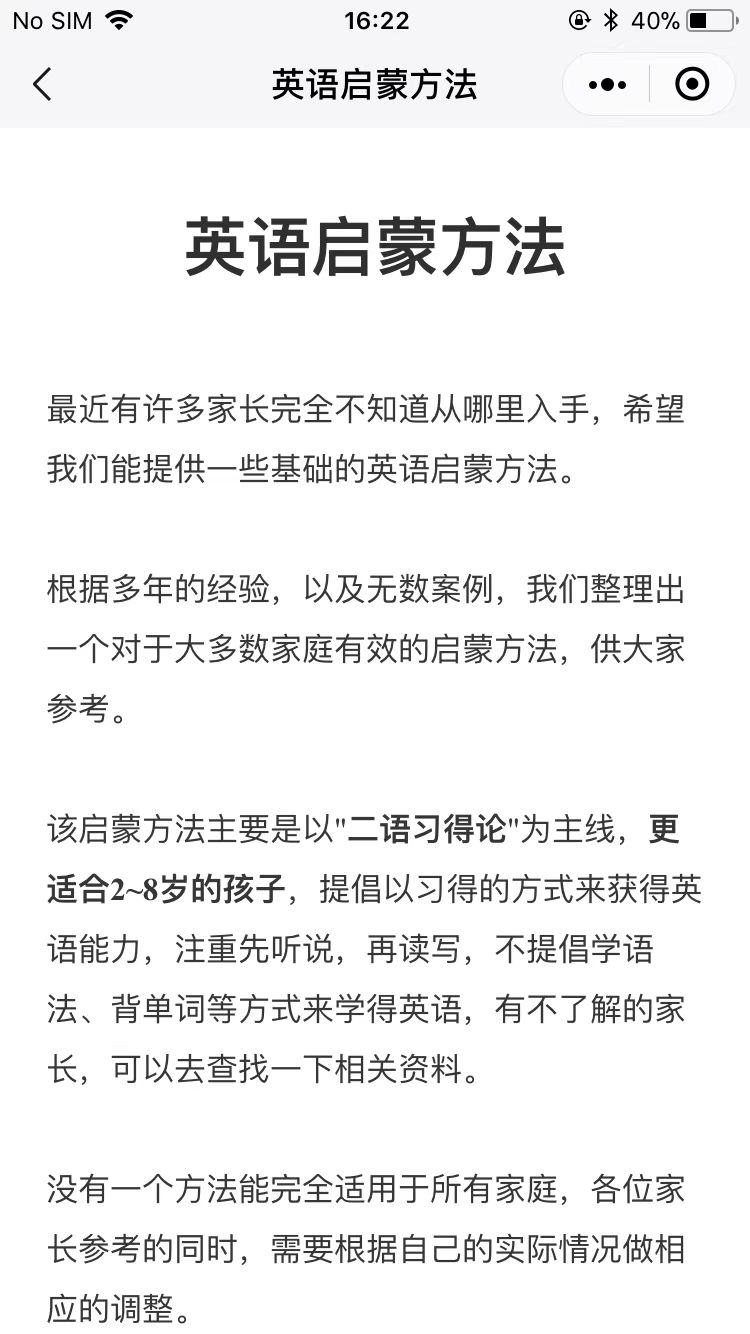 No SIM 16:22 40%
英语启蒙方法
英语启蒙方法
最近有许多家长完全不知道从哪里入手，希望
我们能提供一些基础的英语启蒙方法。
根据多年的经验，以及无数案例，我们整理出
一个对于大多数家庭有效的启蒙方法，供大家
参考。
该启蒙方法主要是以"二语习得论"为主线，更
适合2~8岁的孩子，提倡以习得的方式来获得英
语能力，注重先听说，再读写，不提倡学语
法、背单词等方式来学得英语，有不了解的家
长，可以去查找一下相关资料。
没有一个方法能完全适用于所有家庭，各位家
长参考的同时，需要根据自己的实际情况做相
应的调整。